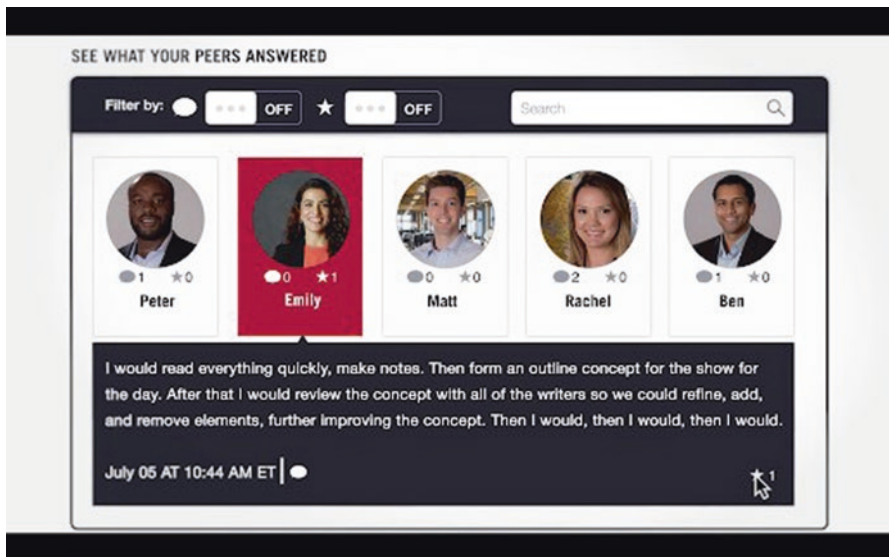 SEE WHAT YOUR PEERS ANSWERED
Filter by: OFF OFF Search
1 0 0 1 0 0 2 0 1 0
Peter Emily Matt Rachel Ben
I would read everything quickly, make notes. Then form an outline concept for the show for
the day. After that I would review the concept with all of the writers so we could refine, add,
and remove elements, further improving the concept. Then I would, then I would, then I would.
July 05 AT 10:44 AM ET 1